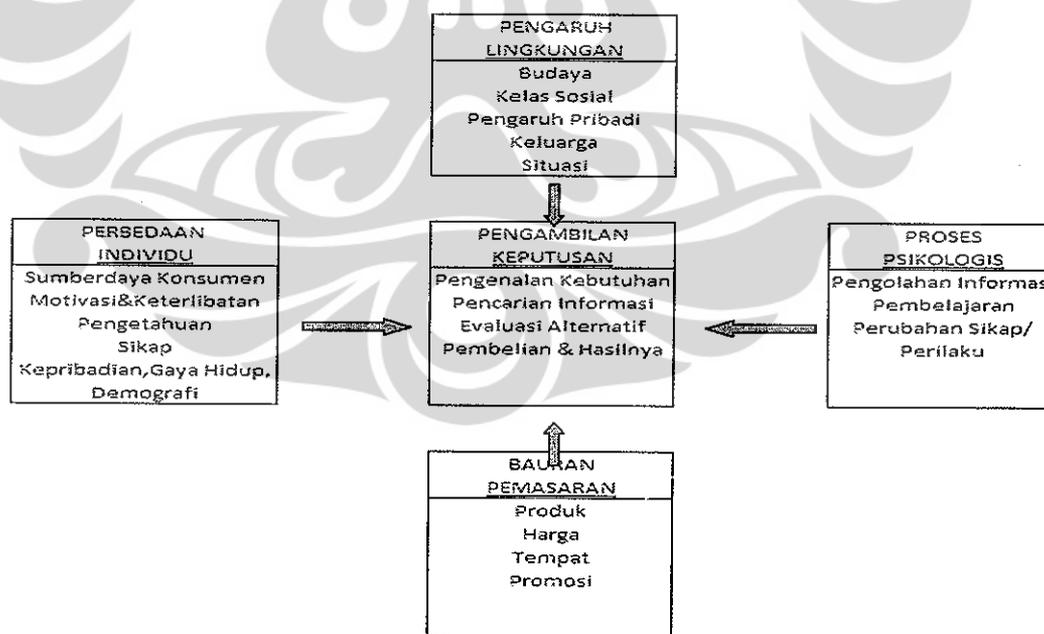 PENGARUH
LINGKUNGAN
Budaya
Kelas Sosial
Pengaruh Pribadi
Keluarga
Situasi
PERSEDAAN
INDIVIDU
Sumberdaya Konsumen
Motivasi&Keterlibatan
Pengetahuan
Sikap
Kepribadian,Gaya Hidup,
Demografi
PENGAMBILAN
KEPUTUSAN
Pengenalan Kebutuhan
Pencarian Informasi
Evaluasi Alternatif
Pembelian & Hasilnya
PROSES
PSIKOLOGIS
Pengolahan Informasi
Pembelajaran
Perubahan Sikap/
Perilaku
BAURAN
PEMASARAN
Produk
Harga
Tempat
Promosi